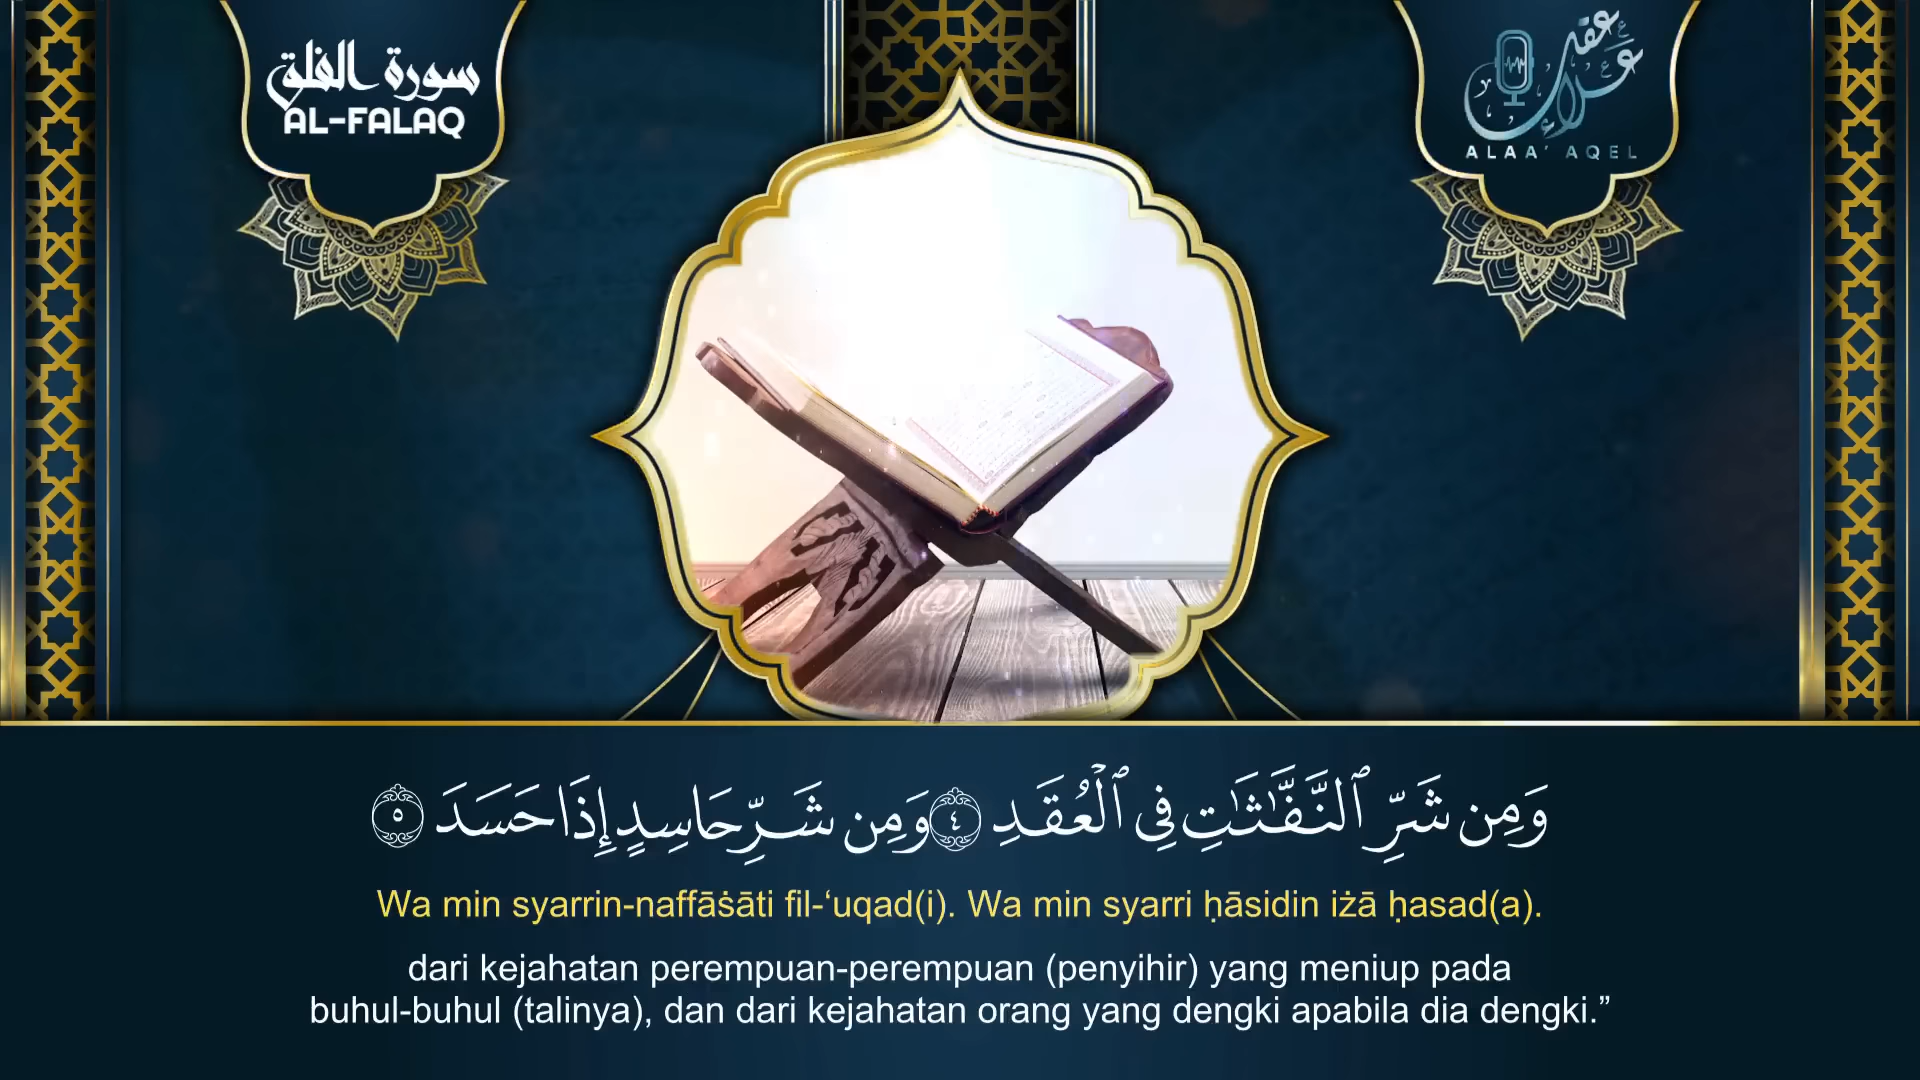 سورة الفلق
AL-FALAQ
علاء عقل
ALAA' AQEL
وَمِن شَرِّ ٱلنَّفَّـٰثَـٰتِ فِى ٱلْعُقَدِ ٤ وَمِن شَرِّ حَاسِدٍ إِذَا حَسَدَ ٥
Wa min syarrin-naffāṡāti fil-‘uqad(i). Wa min syarri ḥāsidin iżā ḥasad(a).
dari kejahatan perempuan-perempuan (penyihir) yang meniup pada
buhul-buhul (talinya), dan dari kejahatan orang yang dengki apabila dia dengki.”